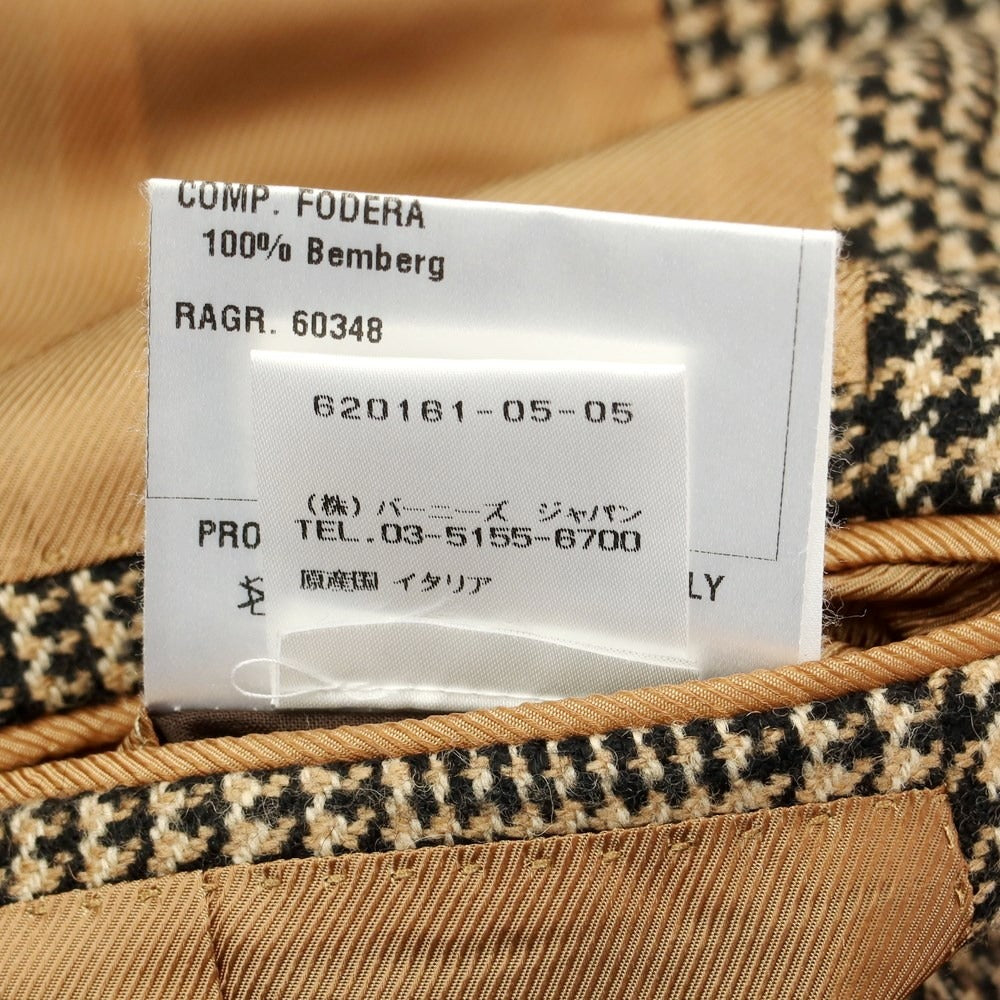 COMP. FODERA
100% Bemberg
RAGR. 60348
620161-05-05
(株) バーニーズ ジャパン
TEL.03-5155-6700
原産国 イタリア
PRO
LY